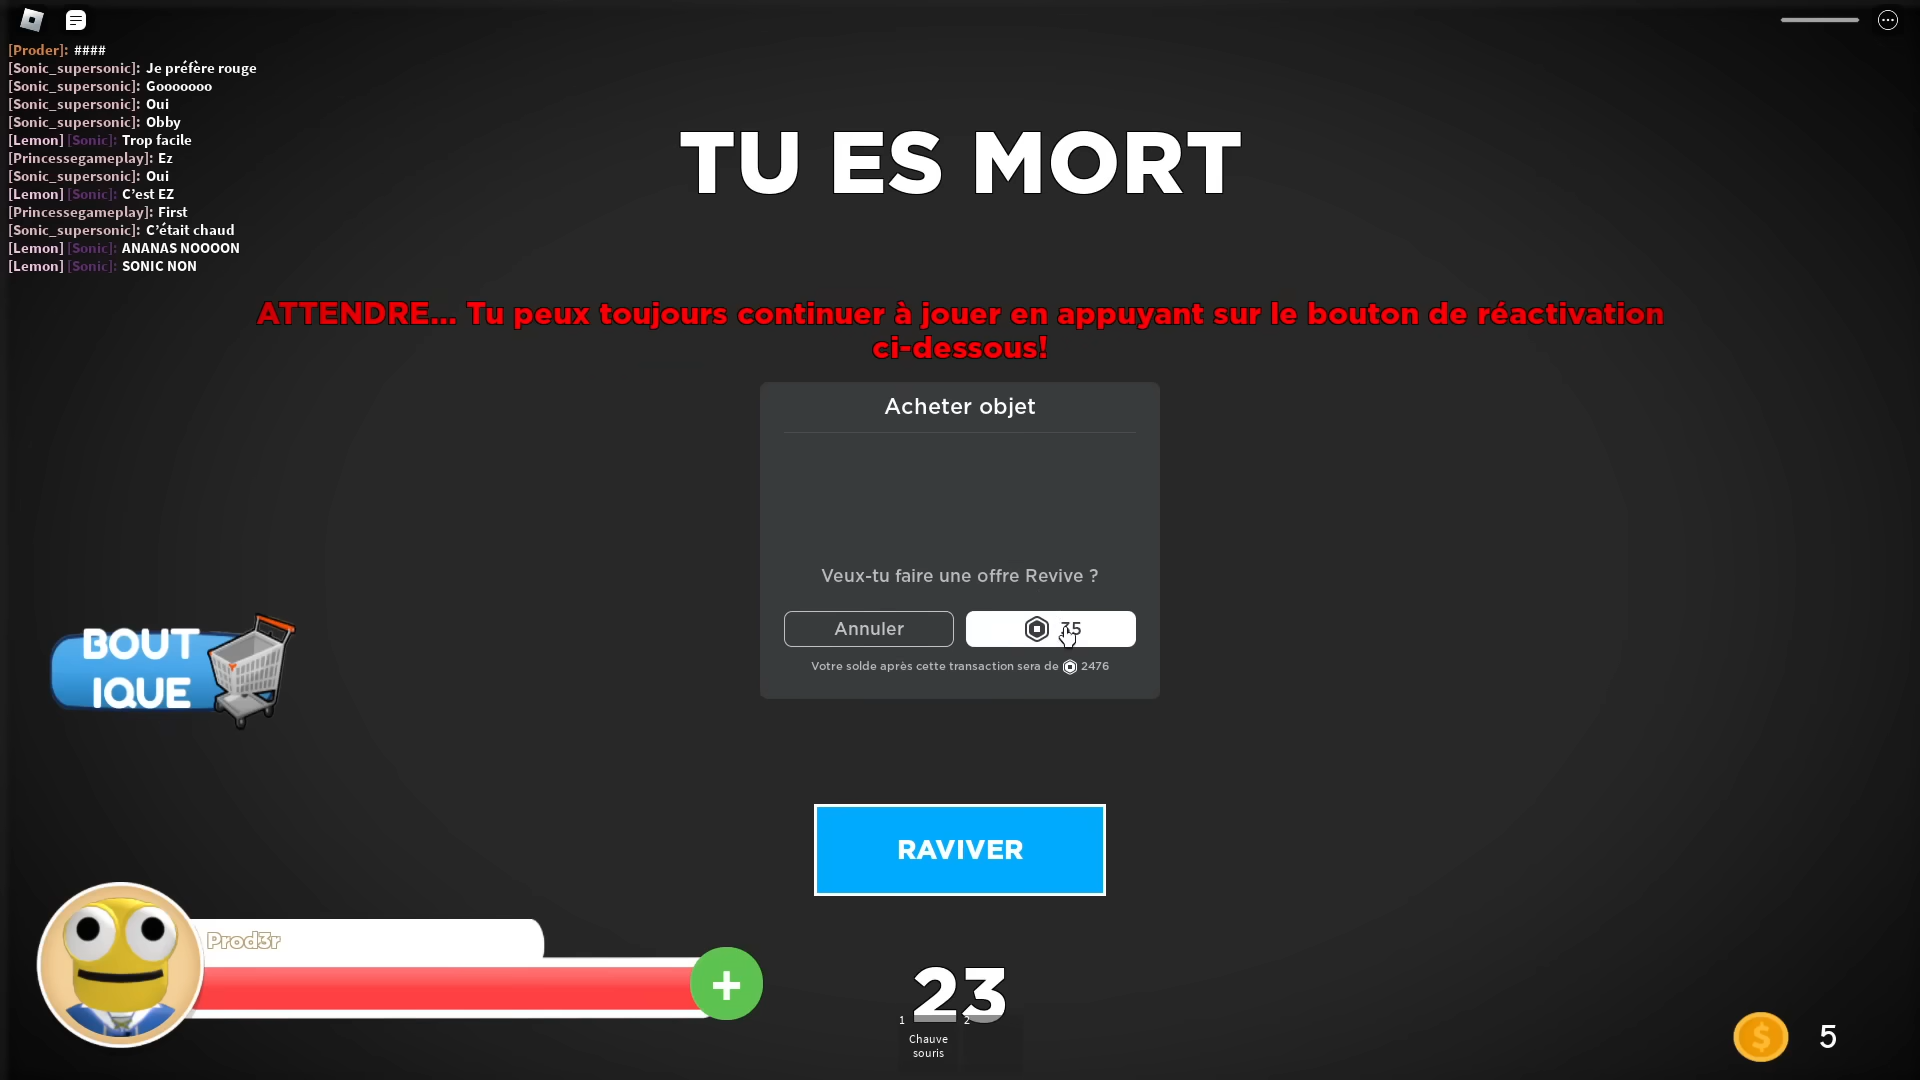 [Proder]: ####
[Sonic_supersonic]: Je préfère rouge
[Sonic_supersonic]: Gooooooo
[Sonic_supersonic]: Oui
[Sonic_supersonic]: Obby
[Lemon] [Sonic]: Trop facile
[Princessegameplay]: Ez
[Sonic_supersonic]: Oui
[Lemon] [Sonic]: C'est EZ
[Princessegameplay]: First
[Sonic_supersonic]: C'était chaud
[Lemon] [Sonic]: ANANAS NOOOON
[Lemon] [Sonic]: SONIC NON
TU ES MORT
ATTENDRE... Tu peux toujours continuer à jouer en appuyant sur le bouton de réactivation
ci-dessous!
Acheter objet
Veux-tu faire une offre Revive ?
Annuler
35
Votre solde après cette transaction sera de 2476
BOUT
IQUE
RAVIVER
Prod3r
+
23
1
2
Chauve
souris
$ 5